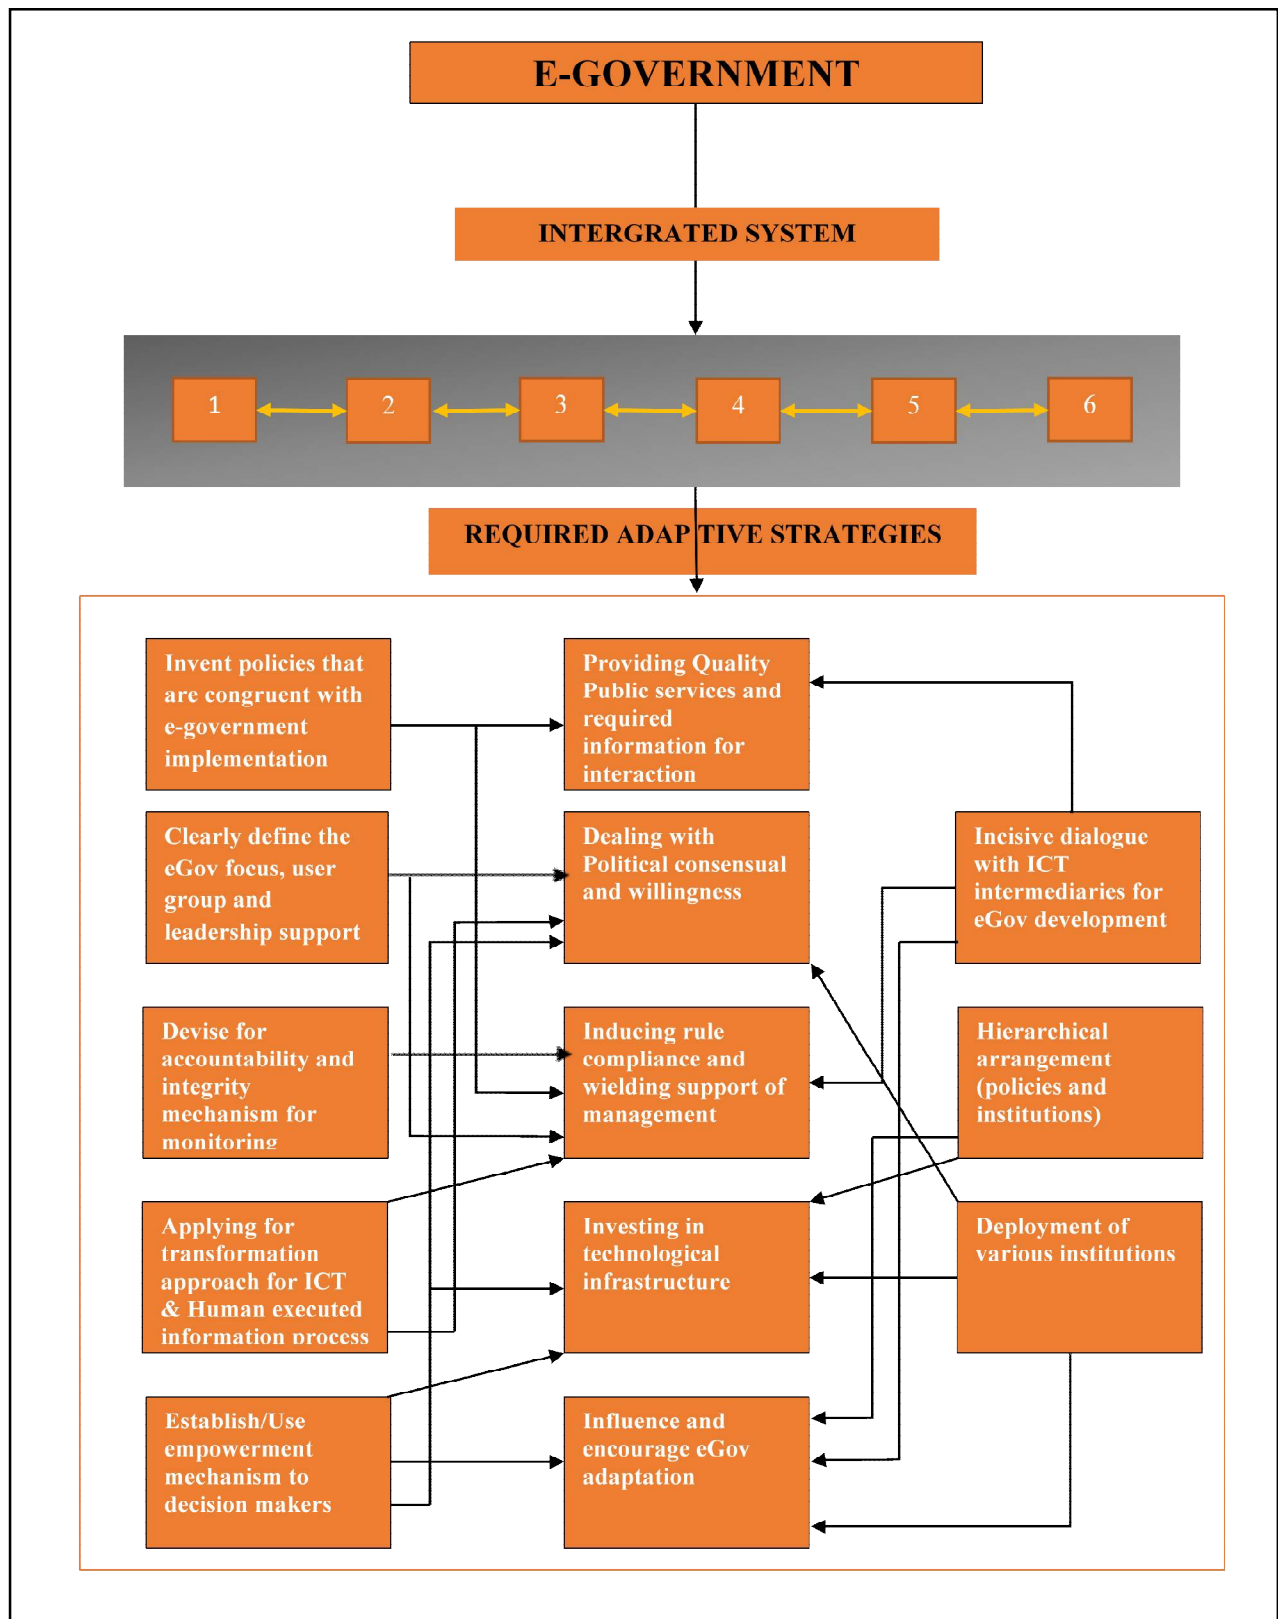 E-GOVERNMENT
INTERGRATED SYSTEM
1
2
3
4
5
6
REQUIRED ADAP TIVE STRATEGIES
Invent policies that
are congruent with
e-government
implementation
Providing Quality
Public services and
required
information for
interaction
Clearly define the
eGov focus, user
group and
leadership support
Dealing with
Political consensual
and willingness
Incisive dialogue
with ICT
intermediaries for
eGov development
Devise for
accountability and
integrity
mechanism for
monitoring
Inducing rule
compliance and
wielding support of
management
Hierarchical
arrangement
(policies and
institutions)
Applying for
transformation
approach for ICT
& Human executed
information process
Investing in
technological
infrastructure
Deployment of
various institutions
Establish/Use
empowerment
mechanism to
decision makers
Influence and
encourage eGov
adaptation